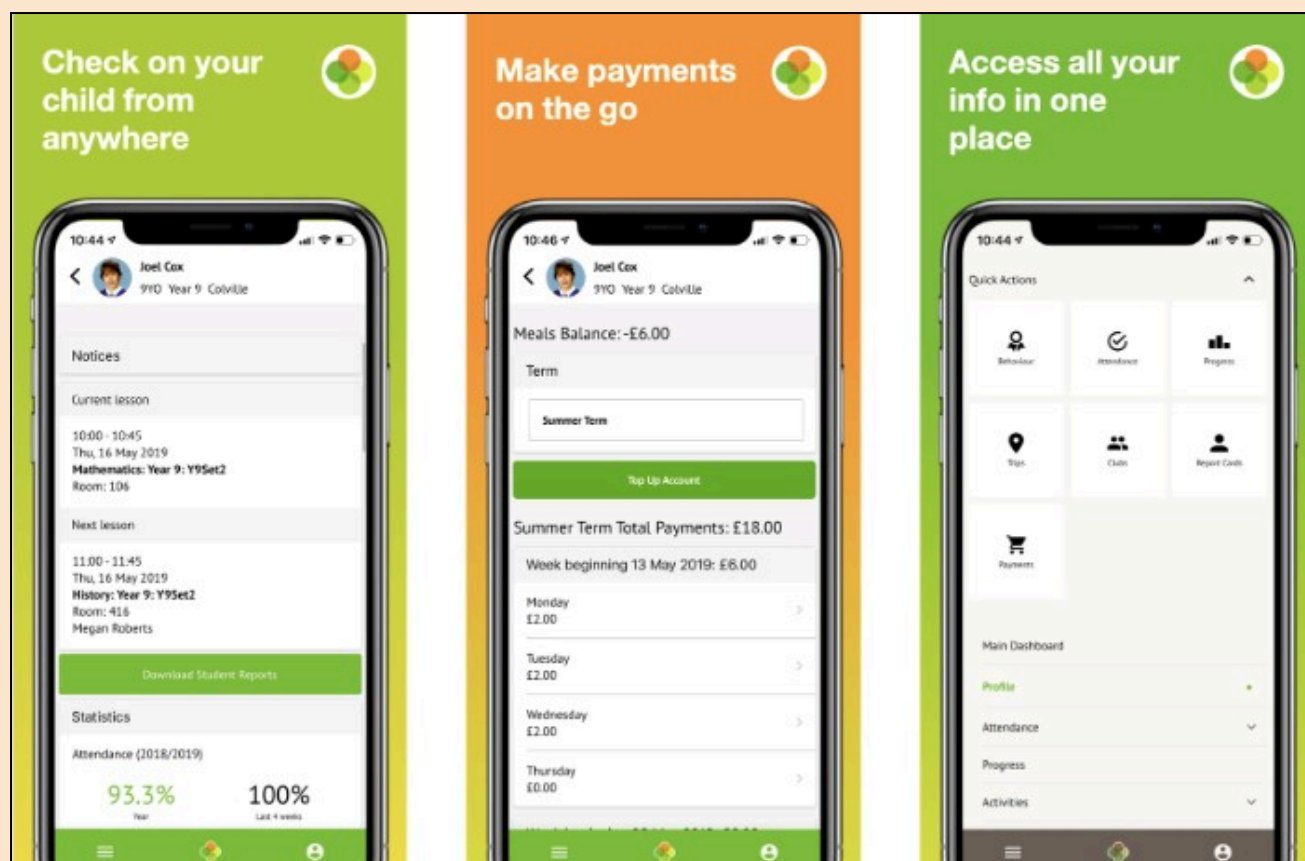 Check on your
child from
anywhere
10:44
Joel Cox
9YO Year 9 Colville
Notices
Current lesson
10:00 - 10:45
Thu, 16 May 2019
Mathematics: Year 9: Y9Set2
Room: 106
Next lesson
11:00 - 11:45
Thu, 16 May 2019
History: Year 9: Y9Set2
Room: 416
Megan Roberts
Download Student Reports
Statistics
Attendance (2018/2019)
93.3%
Year
100%
Last 4 weeks
Make payments
on the go
10:46
Joel Cox
9YO Year 9 Colville
Meals Balance: -£6.00
Term
Summer Term
Top Up Account
Summer Term Total Payments: £18.00
Week beginning 13 May 2019: £6.00
Monday
£2.00
Tuesday
£2.00
Wednesday
£2.00
Thursday
£0.00
Access all your
info in one
place
10:44
Quick Actions
Behaviour
Attendance
Progress
Trips
Clubs
Report Cards
Payments
Main Dashboard
Profile
Attendance
Progress
Activities